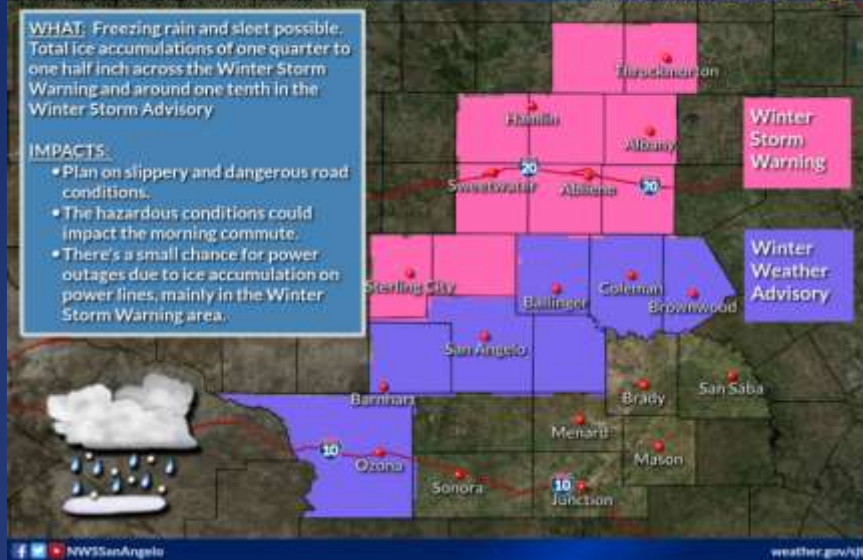 WHAT: Freezing rain and sleet possible.
Total ice accumulations of one quarter to
one half inch across the Winter Storm
Warning and around one tenth in the
Winter Storm Advisory
IMPACTS:
•Plan on slippery and dangerous road
conditions.
•The hazardous conditions could
impact the morning commute.
•There's a small chance for power
outages due to ice accumulation on
power lines, mainly in the Winter
Storm Warning area.
Throckmorton
Hamlin
Albany
Winter
Storm
Warning
20
Sweetwater
Abilene
20
Sterling City
Ballinger
Coleman
Brownwood
Winter
Weather
Advisory
San Angelo
Barnhart
Brady
San Saba
Menard
Mason
10
Ozona
Sonora
10
Junction
NWSSanAngelo
weather.gov/sjt